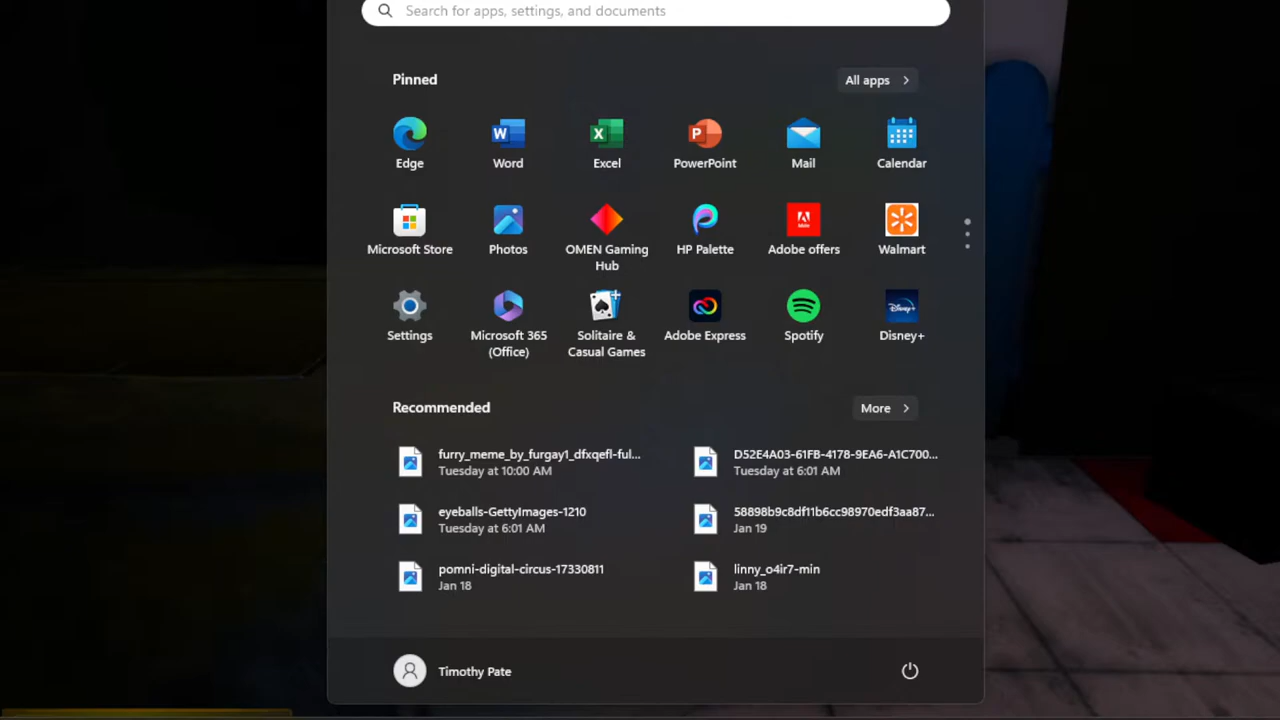 Search for apps, settings, and documents
Pinned
All apps
Edge
Word
Excel
PowerPoint
Mail
Calendar
Microsoft Store
Photos
OMEN Gaming
Hub
HP Palette
Adobe offers
Walmart
Settings
Microsoft 365
(Office)
Solitaire &
Casual Games
Adobe Express
Spotify
Disney+
Recommended
More
furry_meme_by_furgay1_dfxqefl-ful...
Tuesday at 10:00 AM
D52E4A03-61FB-4178-9EA6-A1C700...
Tuesday at 6:01 AM
eyeballs-GettyImages-1210
Tuesday at 6:01 AM
58898b9c8df11b6cc98970edf3aa87...
Jan 19
pomni-digital-circus-17330811
Jan 18
linny_o4ir7-min
Jan 18
Timothy Pate